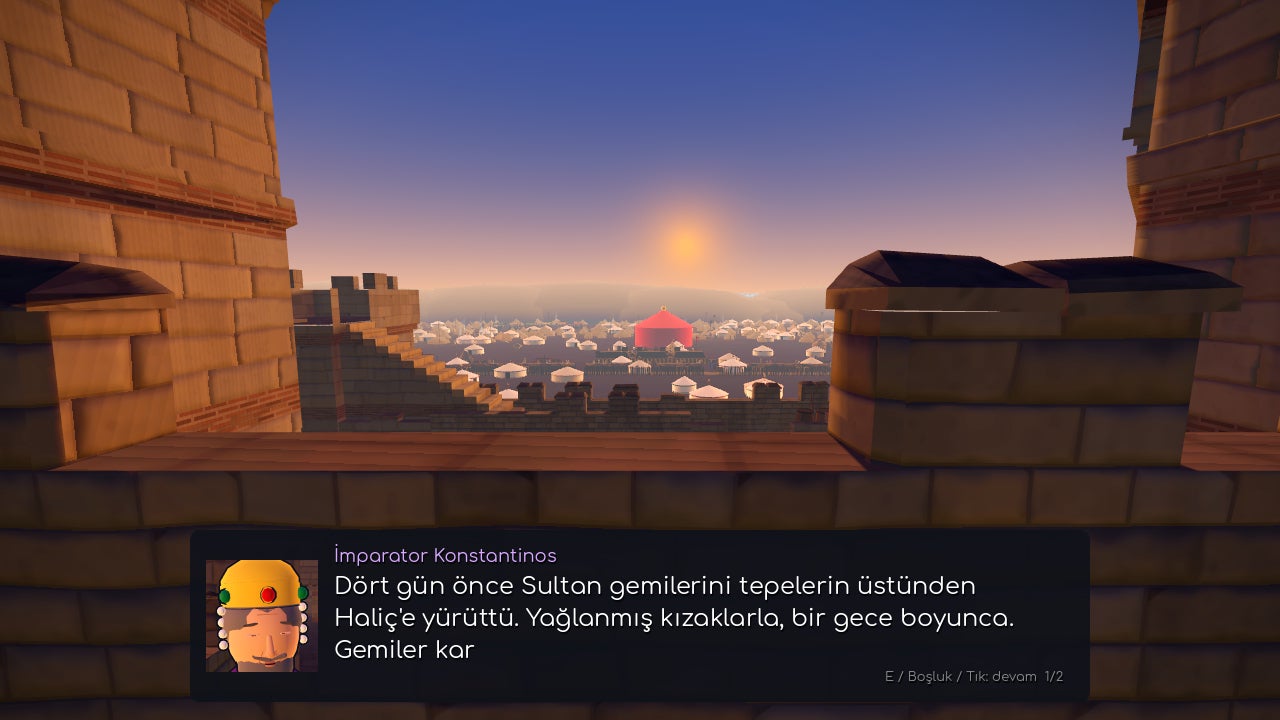 İmparator Konstantinos
Dört gün önce Sultan gemilerini tepelerin üstünden
Haliç'e yürüttü. Yağlanmış kızaklarla, bir gece boyunca.
Gemiler kar
E / Boşluk / Tık: devam 1/2